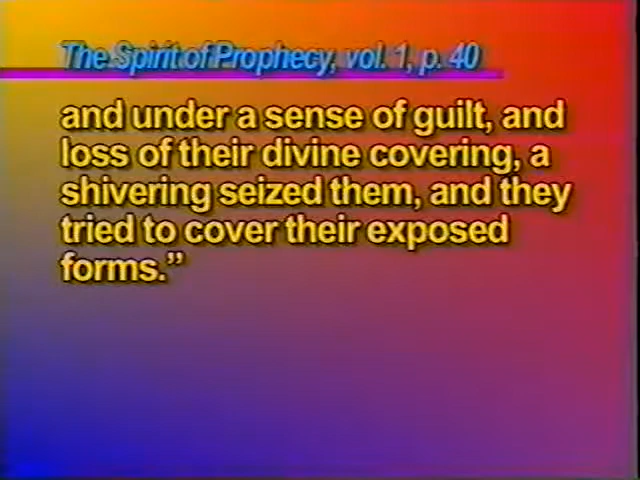 The Spirit of Prophecy, vol. 1, p. 40
and under a sense of guilt, and
loss of their divine covering, a
shivering seized them, and they
tried to cover their exposed
forms.”